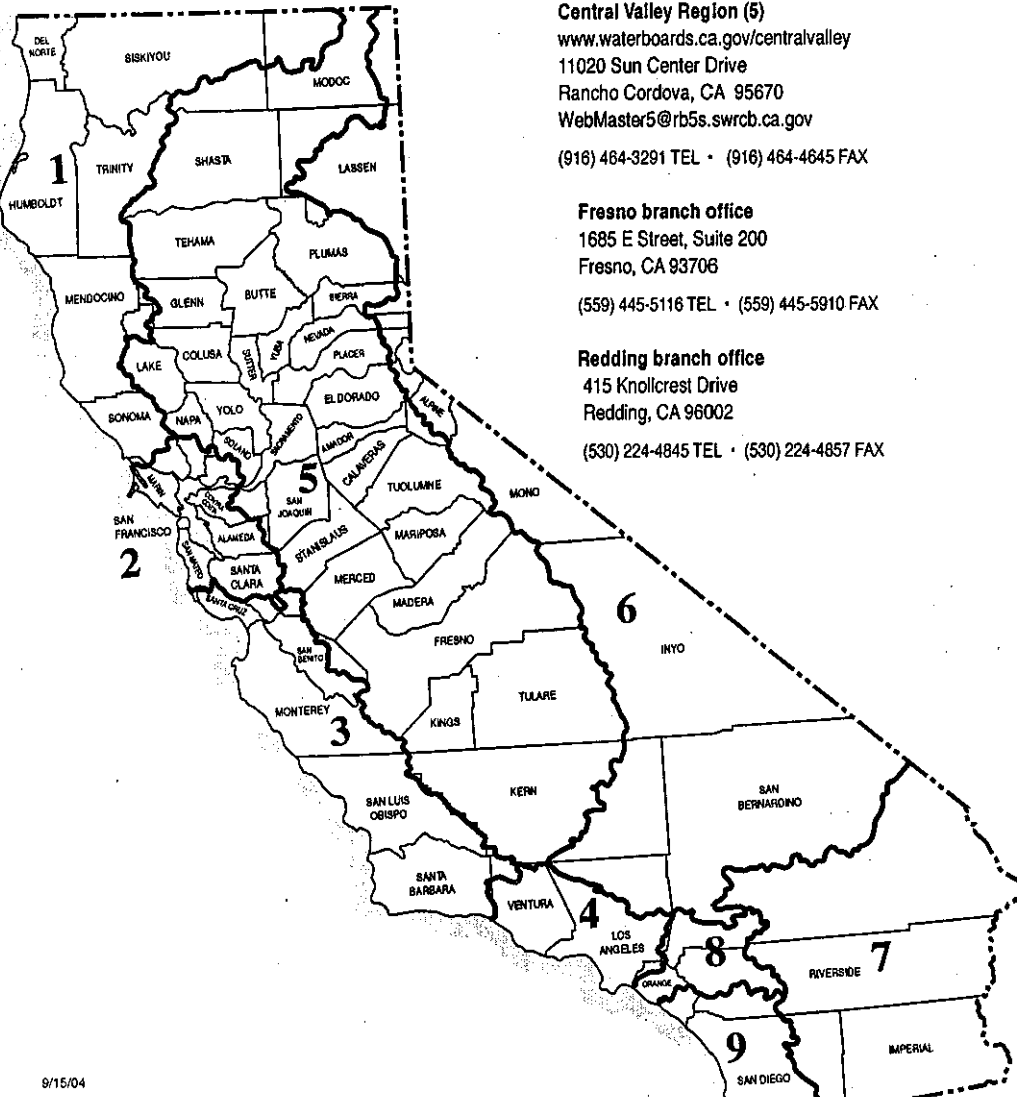 Central Valley Region (5)
www.waterboards.ca.gov/centralvalley
11020 Sun Center Drive
Rancho Cordova, CA 95670
WebMaster5@rb5s.swrcb.ca.gov
(916) 464-3291 TEL • (916) 464-4645 FAX
Fresno branch office
1685 E Street, Suite 200
Fresno, CA 93706
(559) 445-5116 TEL • (559) 445-5910 FAX
Redding branch office
415 Knollcrest Drive
Redding, CA 96002
(530) 224-4845 TEL • (530) 224-4857 FAX
DEL
NORTE
SISKIYOU
MODOC
1
TRINITY
SHASTA
LASSEN
HUMBOLDT
TEHAMA
PLUMAS
MENDOCINO
GLENN
BUTTE
SIERRA
LAKE
COLUSA
SUTTER
YUBA
NEVADA
PLACER
SONOMA
NAPA
YOLO
EL DORADO
ALPINE
SOLANO
SACRAMENTO
AMADOR
CALAVERAS
5
MARIN
CONTRA
COSTA
SAN
JOAQUIN
TUOLUMNE
MONO
SAN
FRANCISCO
2
ALAMEDA
STANISLAUS
MARIPOSA
SAN MATEO
SANTA
CLARA
MERCED
SANTA CRUZ
MADERA
6
FRESNO
INYO
SAN
BENITO
MONTEREY
3
KINGS
TULARE
SAN LUIS
OBISPO
KERN
SAN
BERNARDINO
SANTA
BARBARA
VENTURA
4
LOS
ANGELES
8
ORANGE
RIVERSIDE
7
9
SAN DIEGO
IMPERIAL
9/15/04